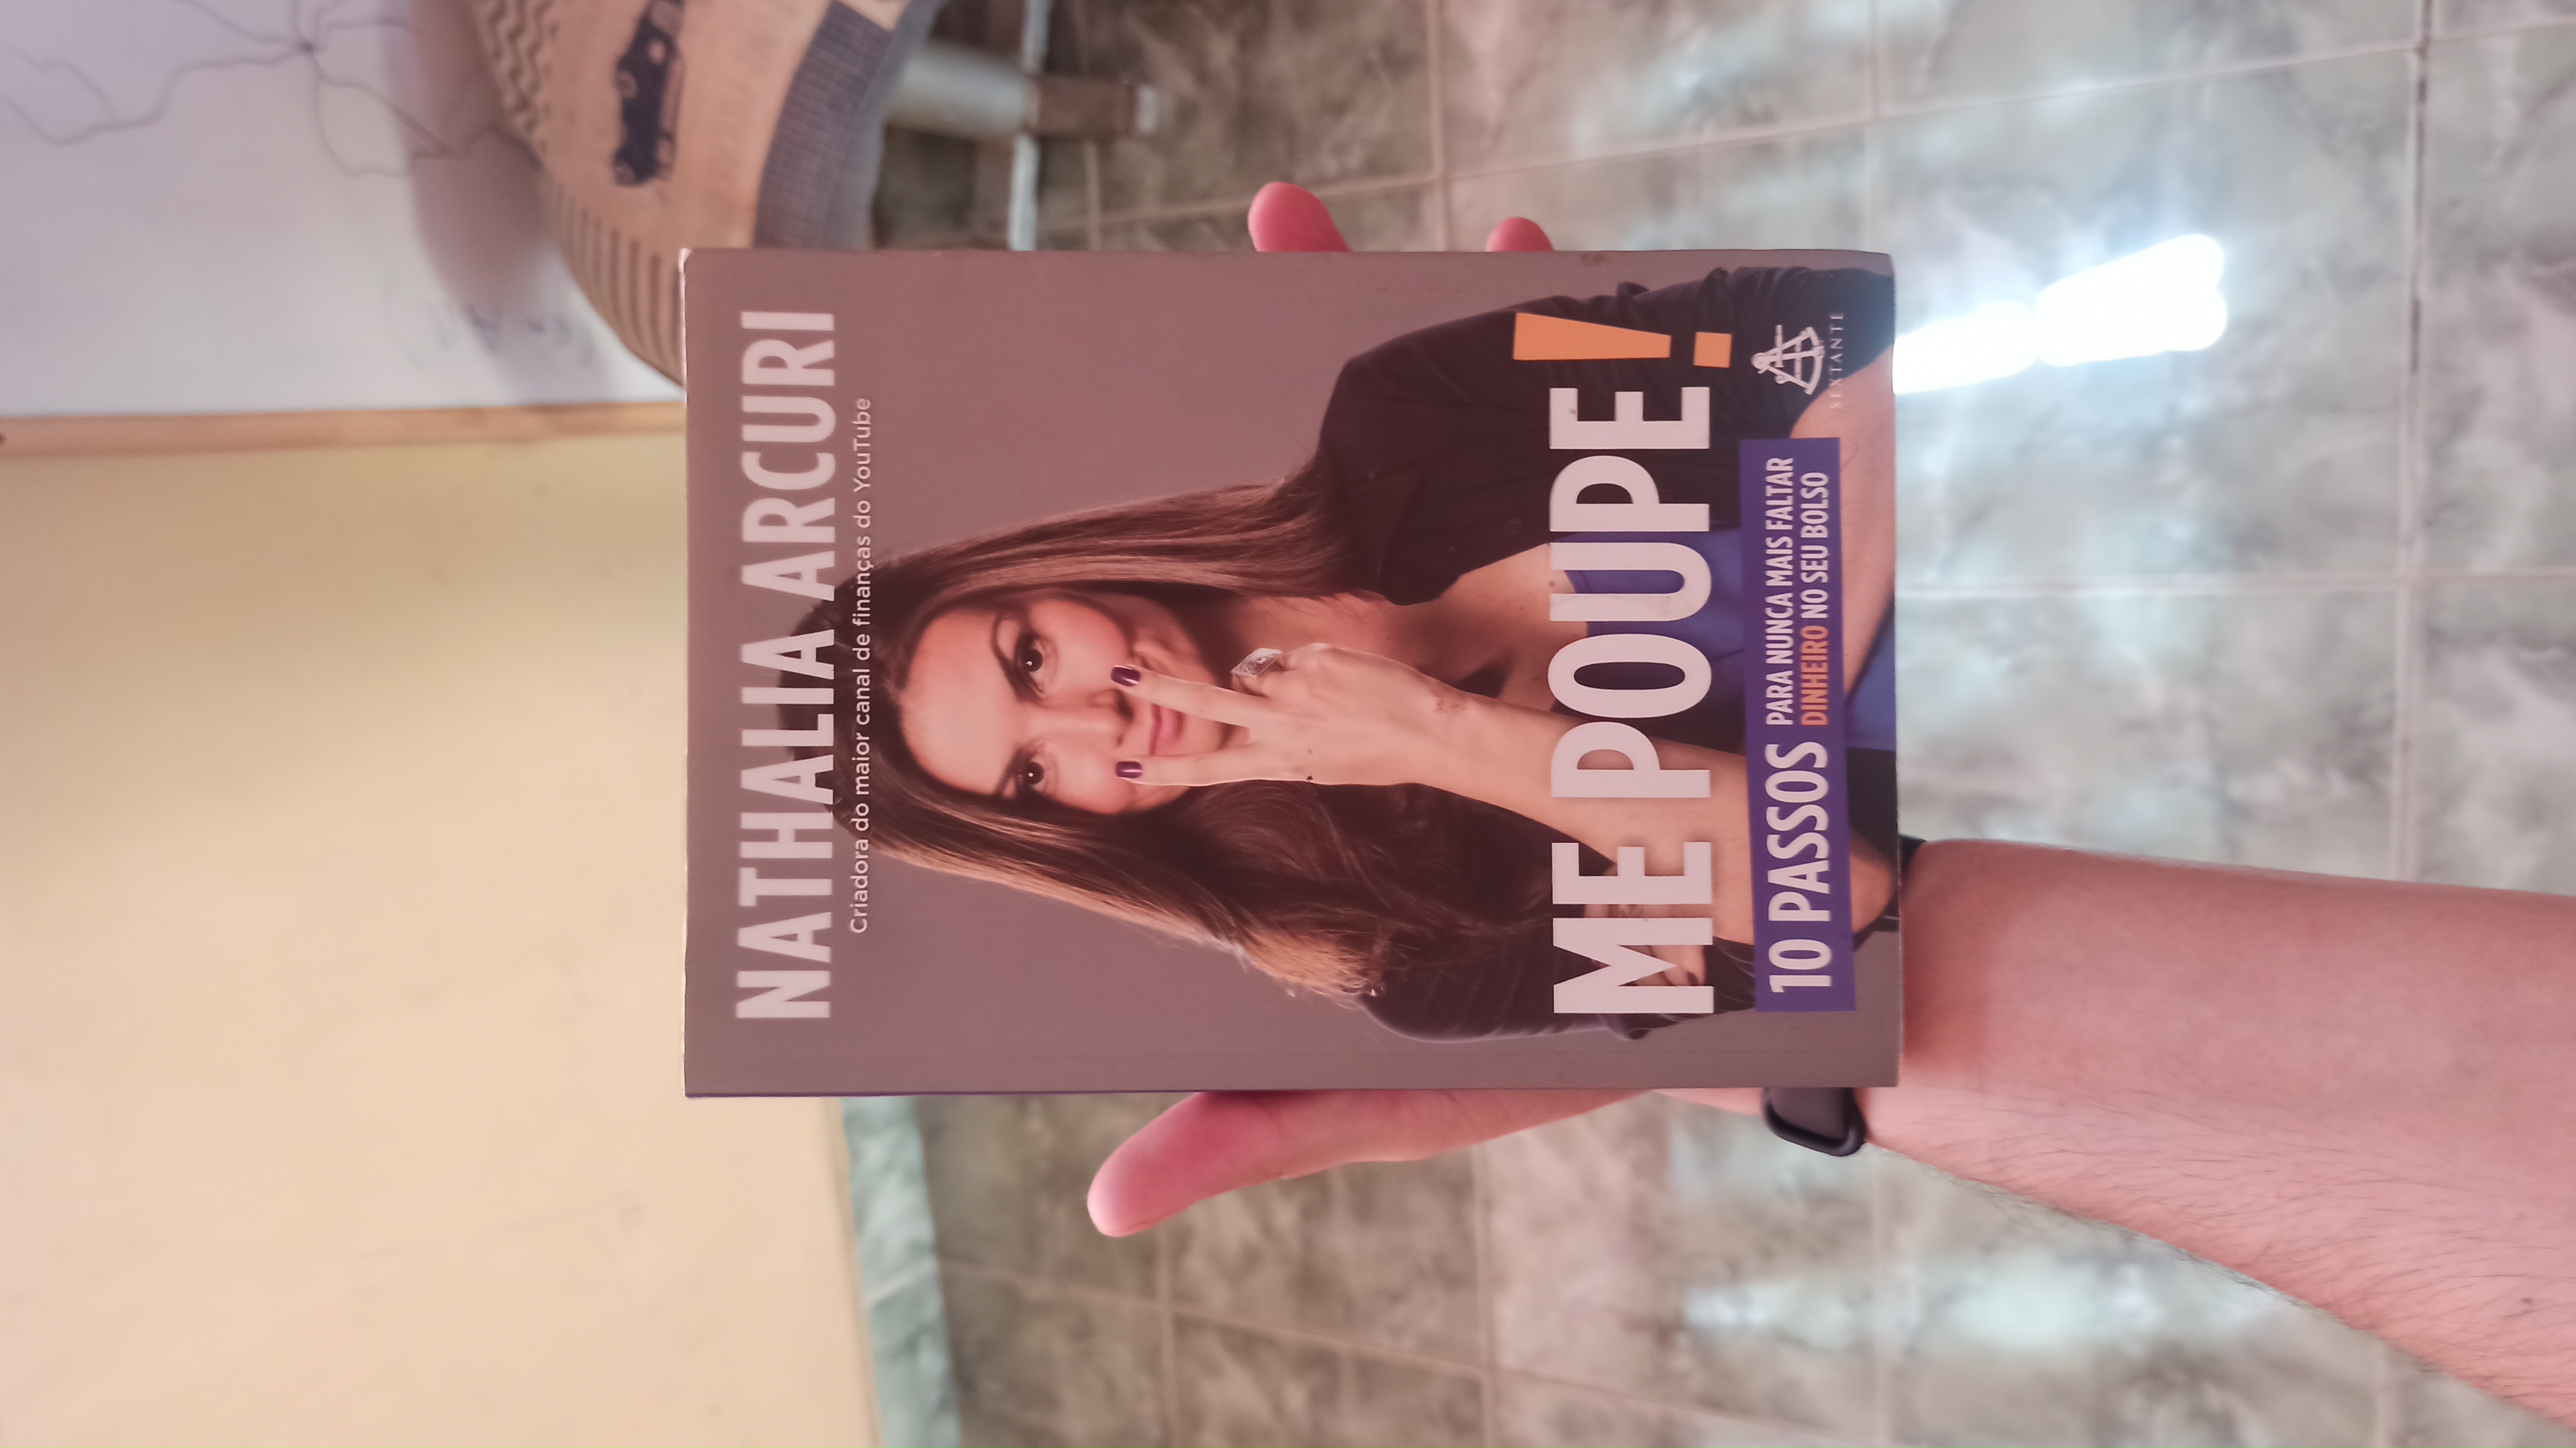 NATHALIA ARCURI
Criadora do maior canal de finanças do YouTube
ME POUPE!
10 PASSOS PARA NUNCA MAIS FALTAR
DINHEIRO NO SEU BOLSO
SEXTANTE